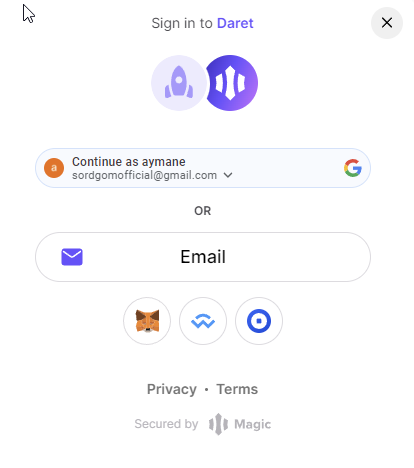 Sign in to Daret
a
Continue as aymane
sordgomofficial@gmail.com
OR
Email
Privacy • Terms
Secured by Magic